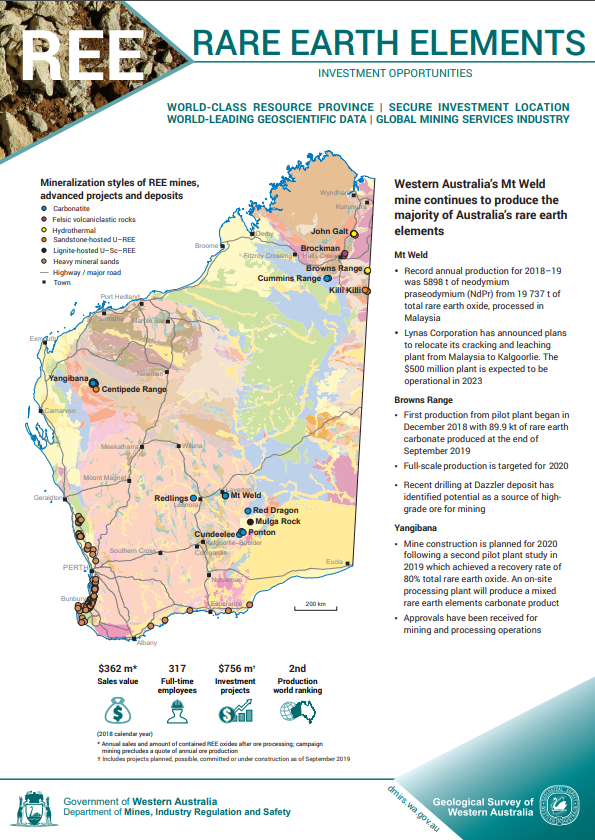 REE
RARE EARTH ELEMENTS
INVESTMENT OPPORTUNITIES
WORLD-CLASS RESOURCE PROVINCE | SECURE INVESTMENT LOCATION
WORLD-LEADING GEOSCIENTIFIC DATA | GLOBAL MINING SERVICES INDUSTRY
Mineralization styles of REE mines,
advanced projects and deposits
Carbonatite
Felsic volcaniclastic rocks
Hydrothermal
Sandstone-hosted U–REE
Lignite-hosted U–Sc–REE
Heavy mineral sands
Highway / major road
Town
Wyndham
Kununurra
Derby
John Galt
Broome
Brockman
Fitzroy Crossing
Halls Creek
Browns Range
Cummins Range
Killi Killi
Port Hedland
Karratha
Marble Bar
Exmouth
Newman
Yangibana
Centipede Range
Carnarvon
Meekatharra
Wiluna
Mount Magnet
Laverton
Geraldton
Redlings
Mt Weld
Leonora
Red Dragon
Mulga Rock
Cundeelee
Ponton
Kalgoorlie–Boulder
Southern Cross
Coolgardie
Eucla
PERTH
Norseman
Bunbury
Esperance
Albany
200 km
Western Australia's Mt Weld
mine continues to produce the
majority of Australia's rare earth
elements
Mt Weld
• Record annual production for 2018–19
was 5898 t of neodymium
praseodymium (NdPr) from 19 737 t of
total rare earth oxide, processed in
Malaysia
• Lynas Corporation has announced plans
to relocate its cracking and leaching
plant from Malaysia to Kalgoorlie. The
$500 million plant is expected to be
operational in 2023
Browns Range
• First production from pilot plant began in
December 2018 with 89.9 kt of rare earth
carbonate produced at the end of
September 2019
• Full-scale production is targeted for 2020
• Recent drilling at Dazzler deposit has
identified potential as a source of high-
grade ore for mining
Yangibana
• Mine construction is planned for 2020
following a second pilot plant study in
2019 which achieved a recovery rate of
80% total rare earth oxide. An on-site
processing plant will produce a mixed
rare earth elements carbonate product
• Approvals have been received for
mining and processing operations
$362 m*
Sales value
317
Full-time
employees
$756 m†
Investment
projects
2nd
Production
world ranking
(2018 calendar year)
* Annual sales and amount of contained REE oxides after ore processing; campaign
mining precludes a quote of annual ore production
† Includes projects planned, possible, committed or under construction as of September 2019
Government of Western Australia
Department of Mines, Industry Regulation and Safety
dmirs.wa.gov.au
Geological Survey of
Western Australia